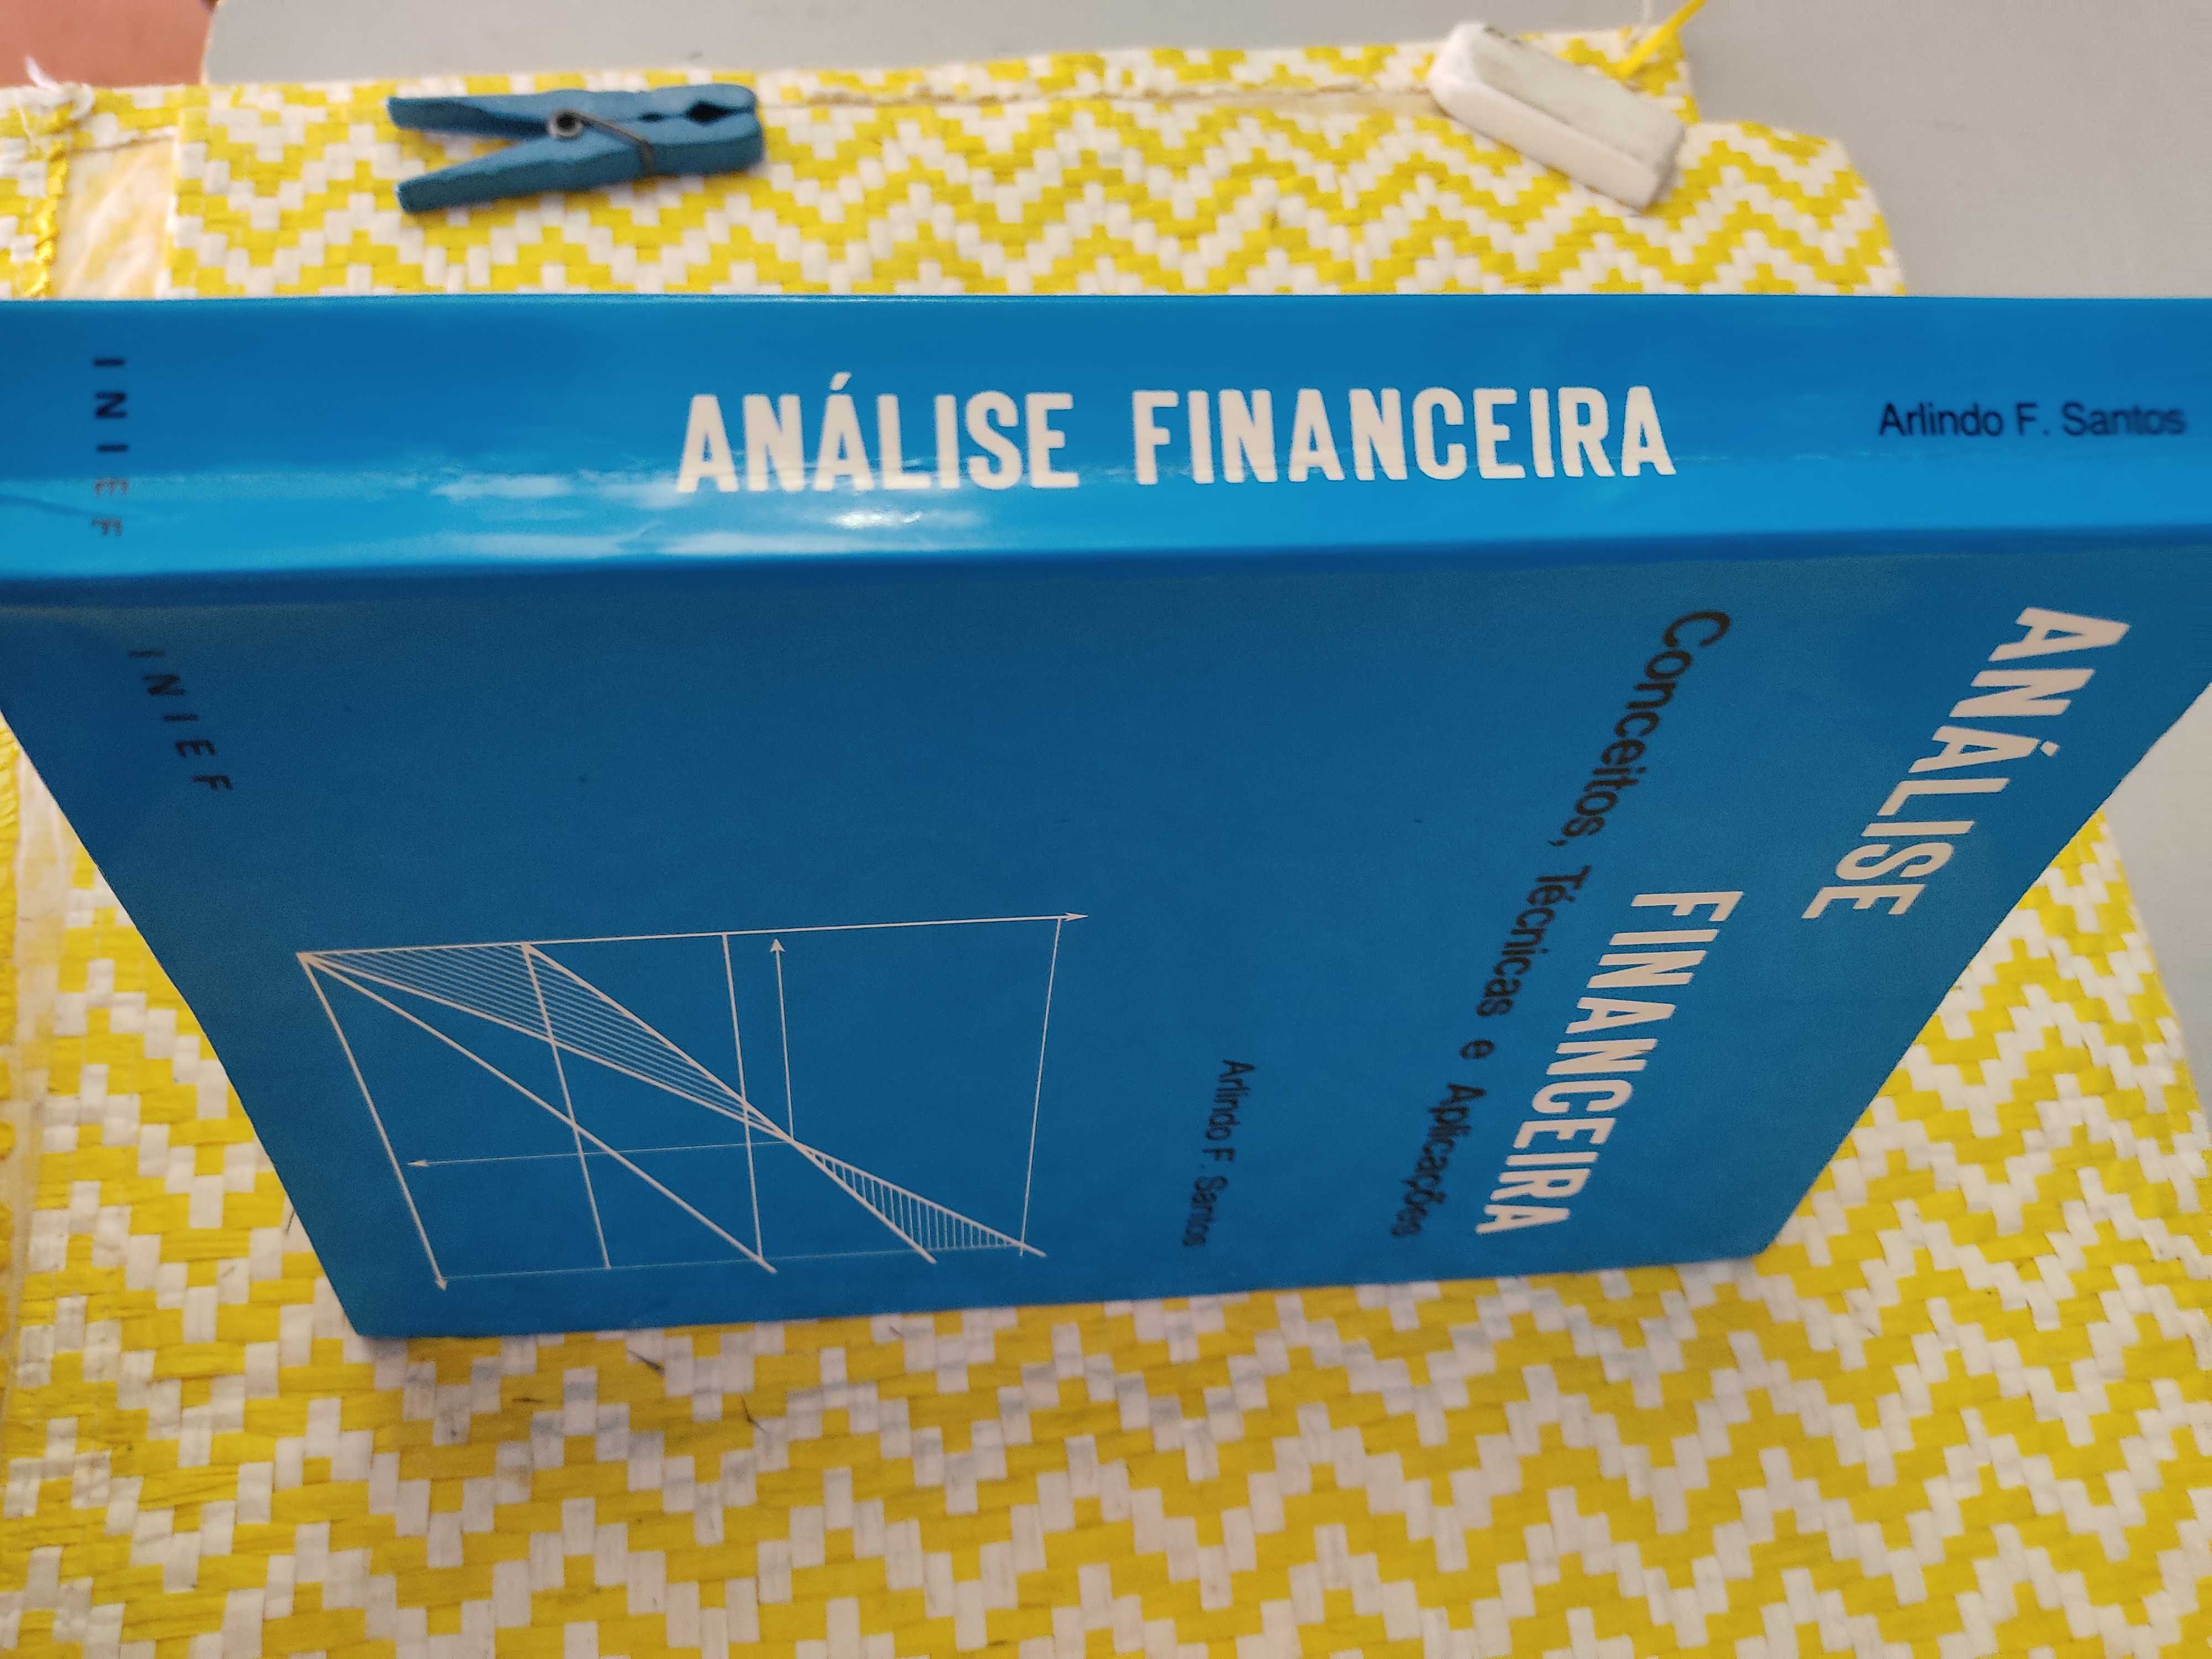 INIEF
ANÁLISE FINANCEIRA
Arlindo F. Santos
ANÁLISE
FINANCEIRA
Conceitos, Técnicas e Aplicações
Arlindo F. Santos
INIEF